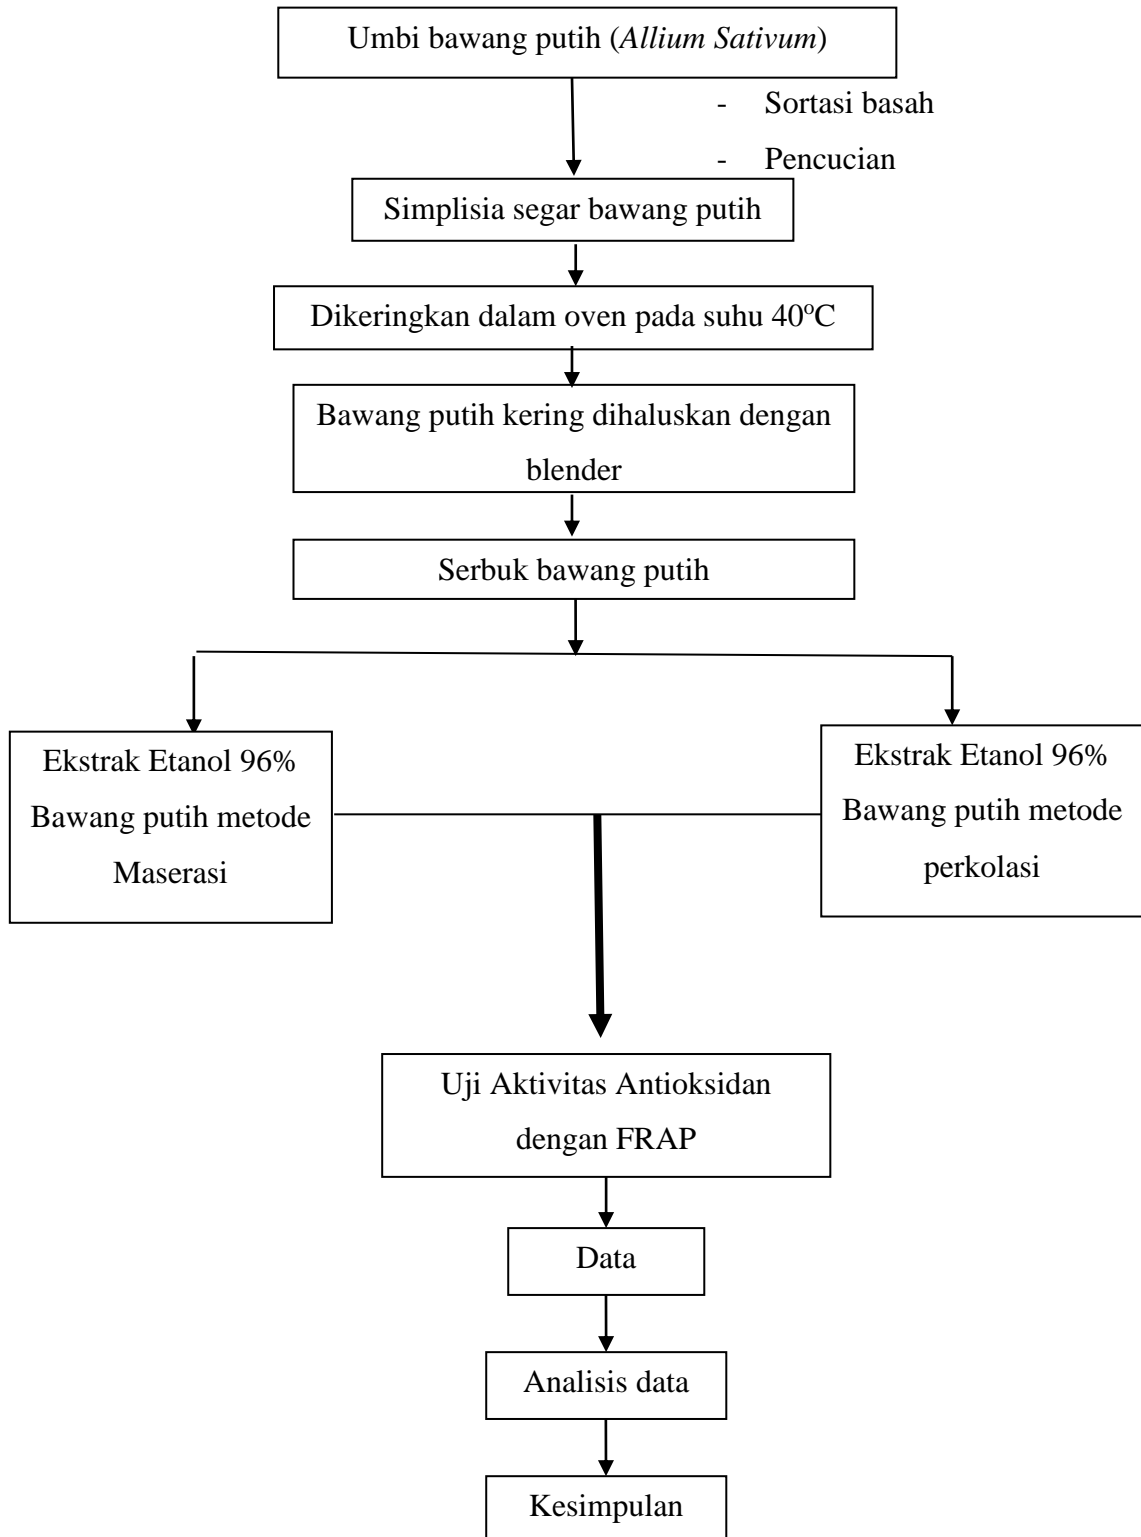 Umbi bawang putih (Allium Sativum)
- Sortasi basah
- Pencucian
Simplisia segar bawang putih
Dikeringkan dalam oven pada suhu 40°C
Bawang putih kering dihaluskan dengan
blender
Serbuk bawang putih
Ekstrak Etanol 96%
Bawang putih metode
Maserasi
Ekstrak Etanol 96%
Bawang putih metode
perkolasi
Uji Aktivitas Antioksidan
dengan FRAP
Data
Analisis data
Kesimpulan